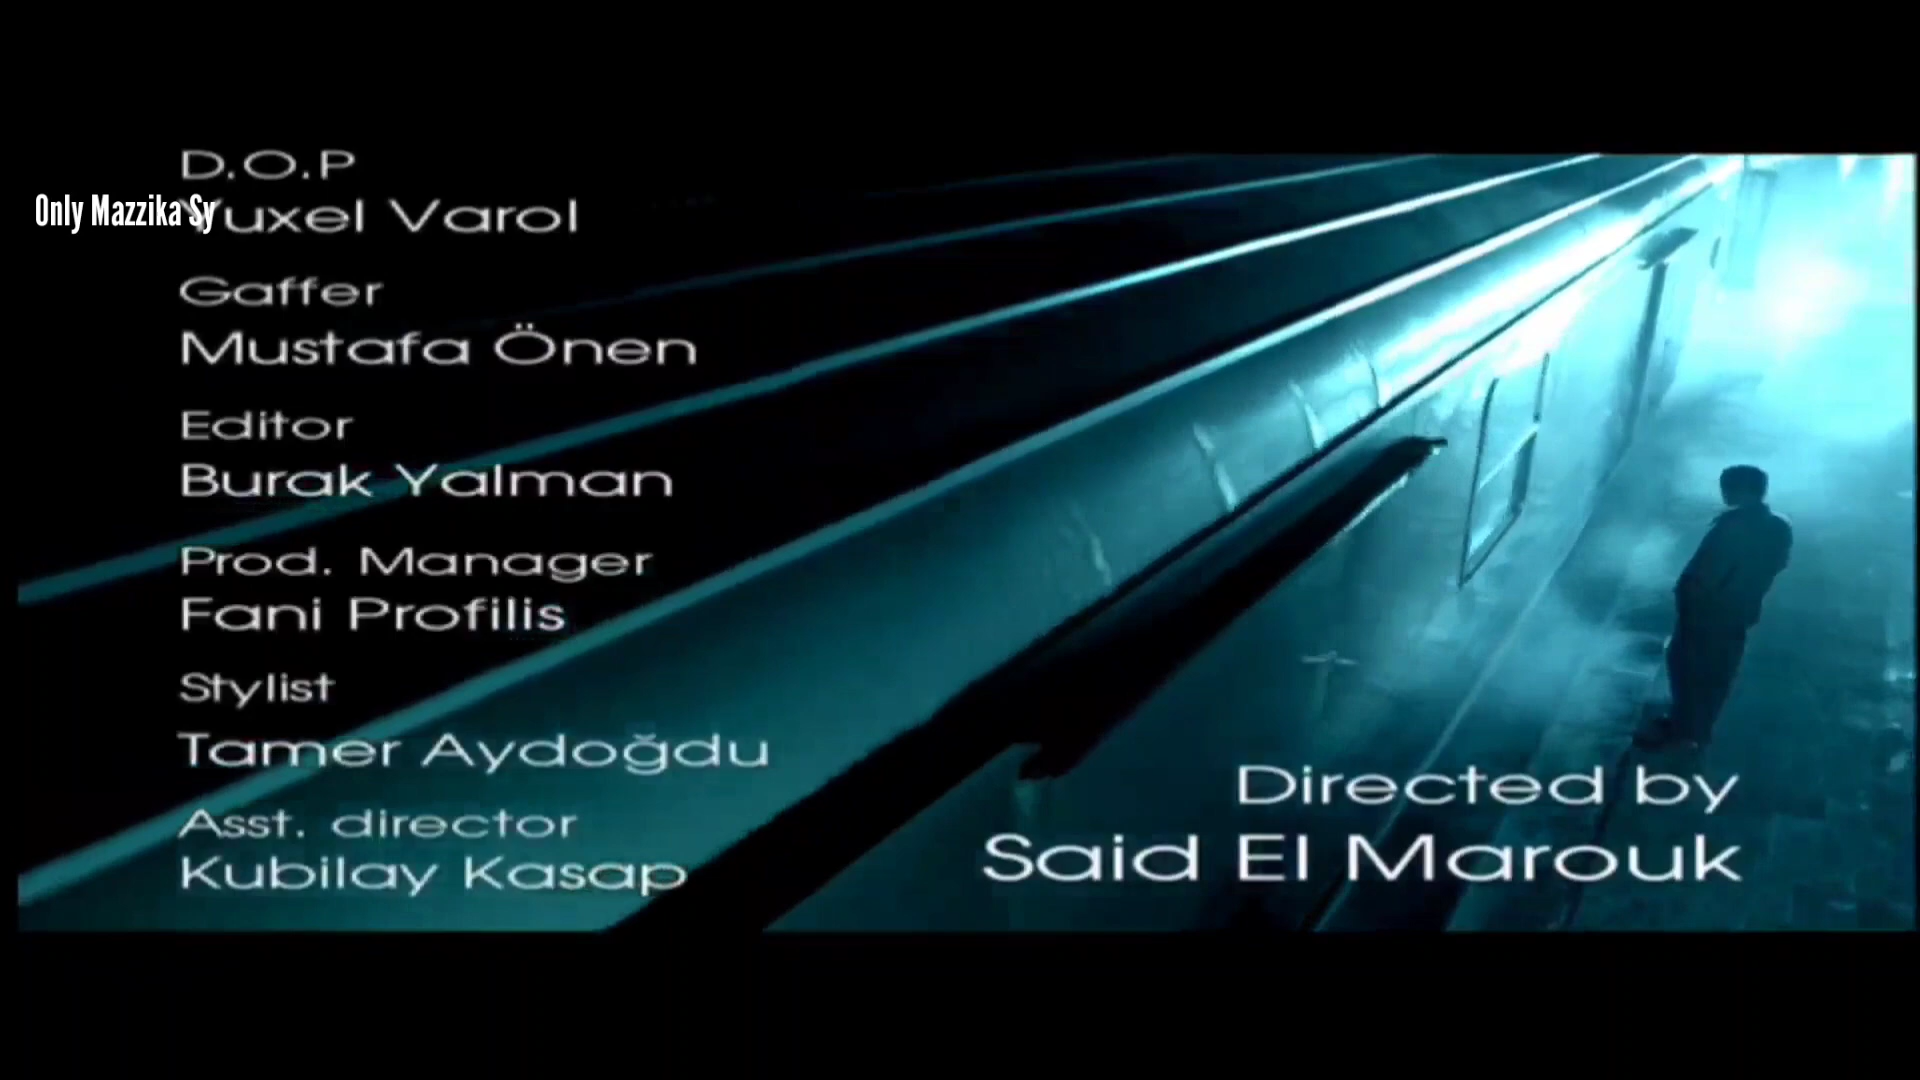 D.O.P
Only Mazzika Sy
Yuxel Varol
Gaffer
Mustafa Önen
Editor
Burak Yalman
Prod. Manager
Fani Profilis
Stylist
Tamer Aydoğdu
Asst. director
Kubilay Kasap
Directed by
Said El Marouk